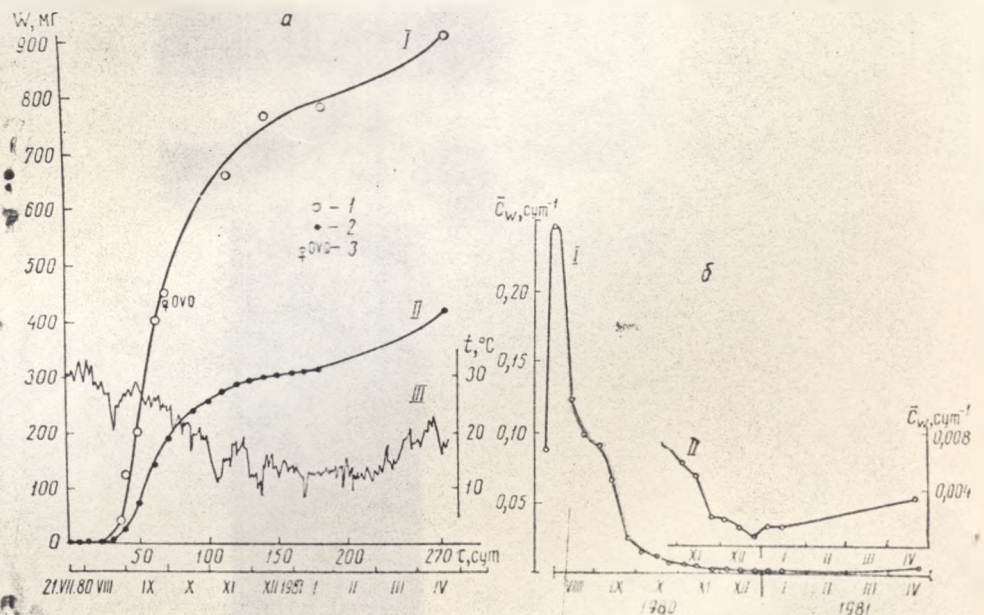 W, мг
а
900
800
700
600
500
400
300
200
100
0
I
○ – 1
● – 2
♀ovo – 3
♀ovo
II
III
t, °C
30
20
10
50 100 150 200 270 τ, сут
21.VII.80 VIII IX X XI XII 1981 I II III IV
б
C̄w, сут⁻¹
0,20
0,15
0,10
0,05
I
II
C̄w, сут⁻¹
0,008
0,004
XI XII I II III IV
VIII IX X XI XII I II III IV
1980 1981